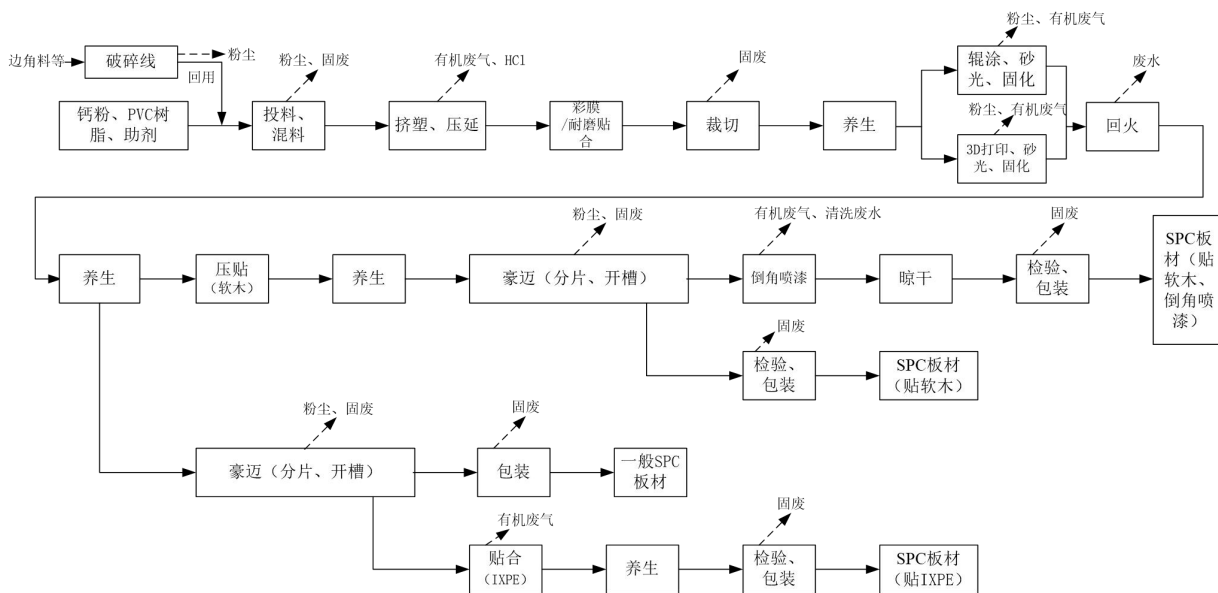 边角料等
破碎线
粉尘
回用
钙粉、PVC树
脂、助剂
粉尘、固废
投料、
混料
有机废气、HCl
挤塑、压延
彩膜
/耐磨贴
合
固废
裁切
养生
粉尘、有机废气
辊涂、砂
光、固化
粉尘、有机废气
3D打印、砂
光、固化
废水
回火
养生
压贴
（软木）
养生
粉尘、固废
豪迈（分片、开槽）
有机废气、清洗废水
倒角喷漆
晾干
固废
检验、
包装
SPC板
材（贴
软木、
倒角喷
漆）
固废
检验、
包装
SPC板材
（贴软木）
粉尘、固废
豪迈（分片、开槽）
固废
包装
一般SPC
板材
有机废气
贴合
(IXPE)
养生
固废
检验、
包装
SPC板材
（贴IXPE）